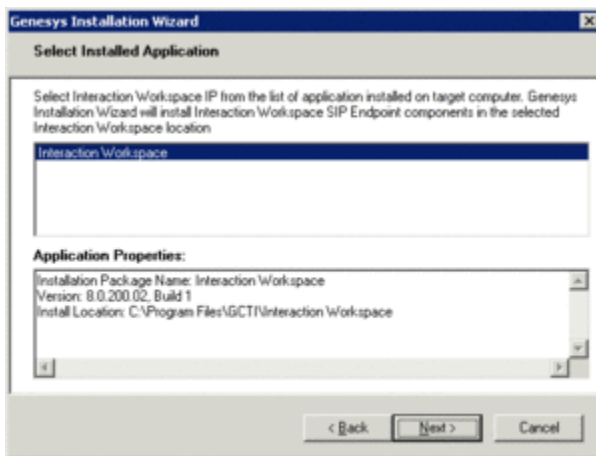 Genesys Installation Wizard
Select Installed Application
Select Interaction Workspace IP from the list of application installed on target computer. Genesys
Installation Wizard will install Interaction Workspace SIP Endpoint components in the selected
Interaction Workspace location
Interaction Workspace
Application Properties:
Installation Package Name: Interaction Workspace
Version: 8.0.200.02, Build 1
Install Location: C:\Program Files\GCTI\Interaction Workspace
< Back Next > Cancel